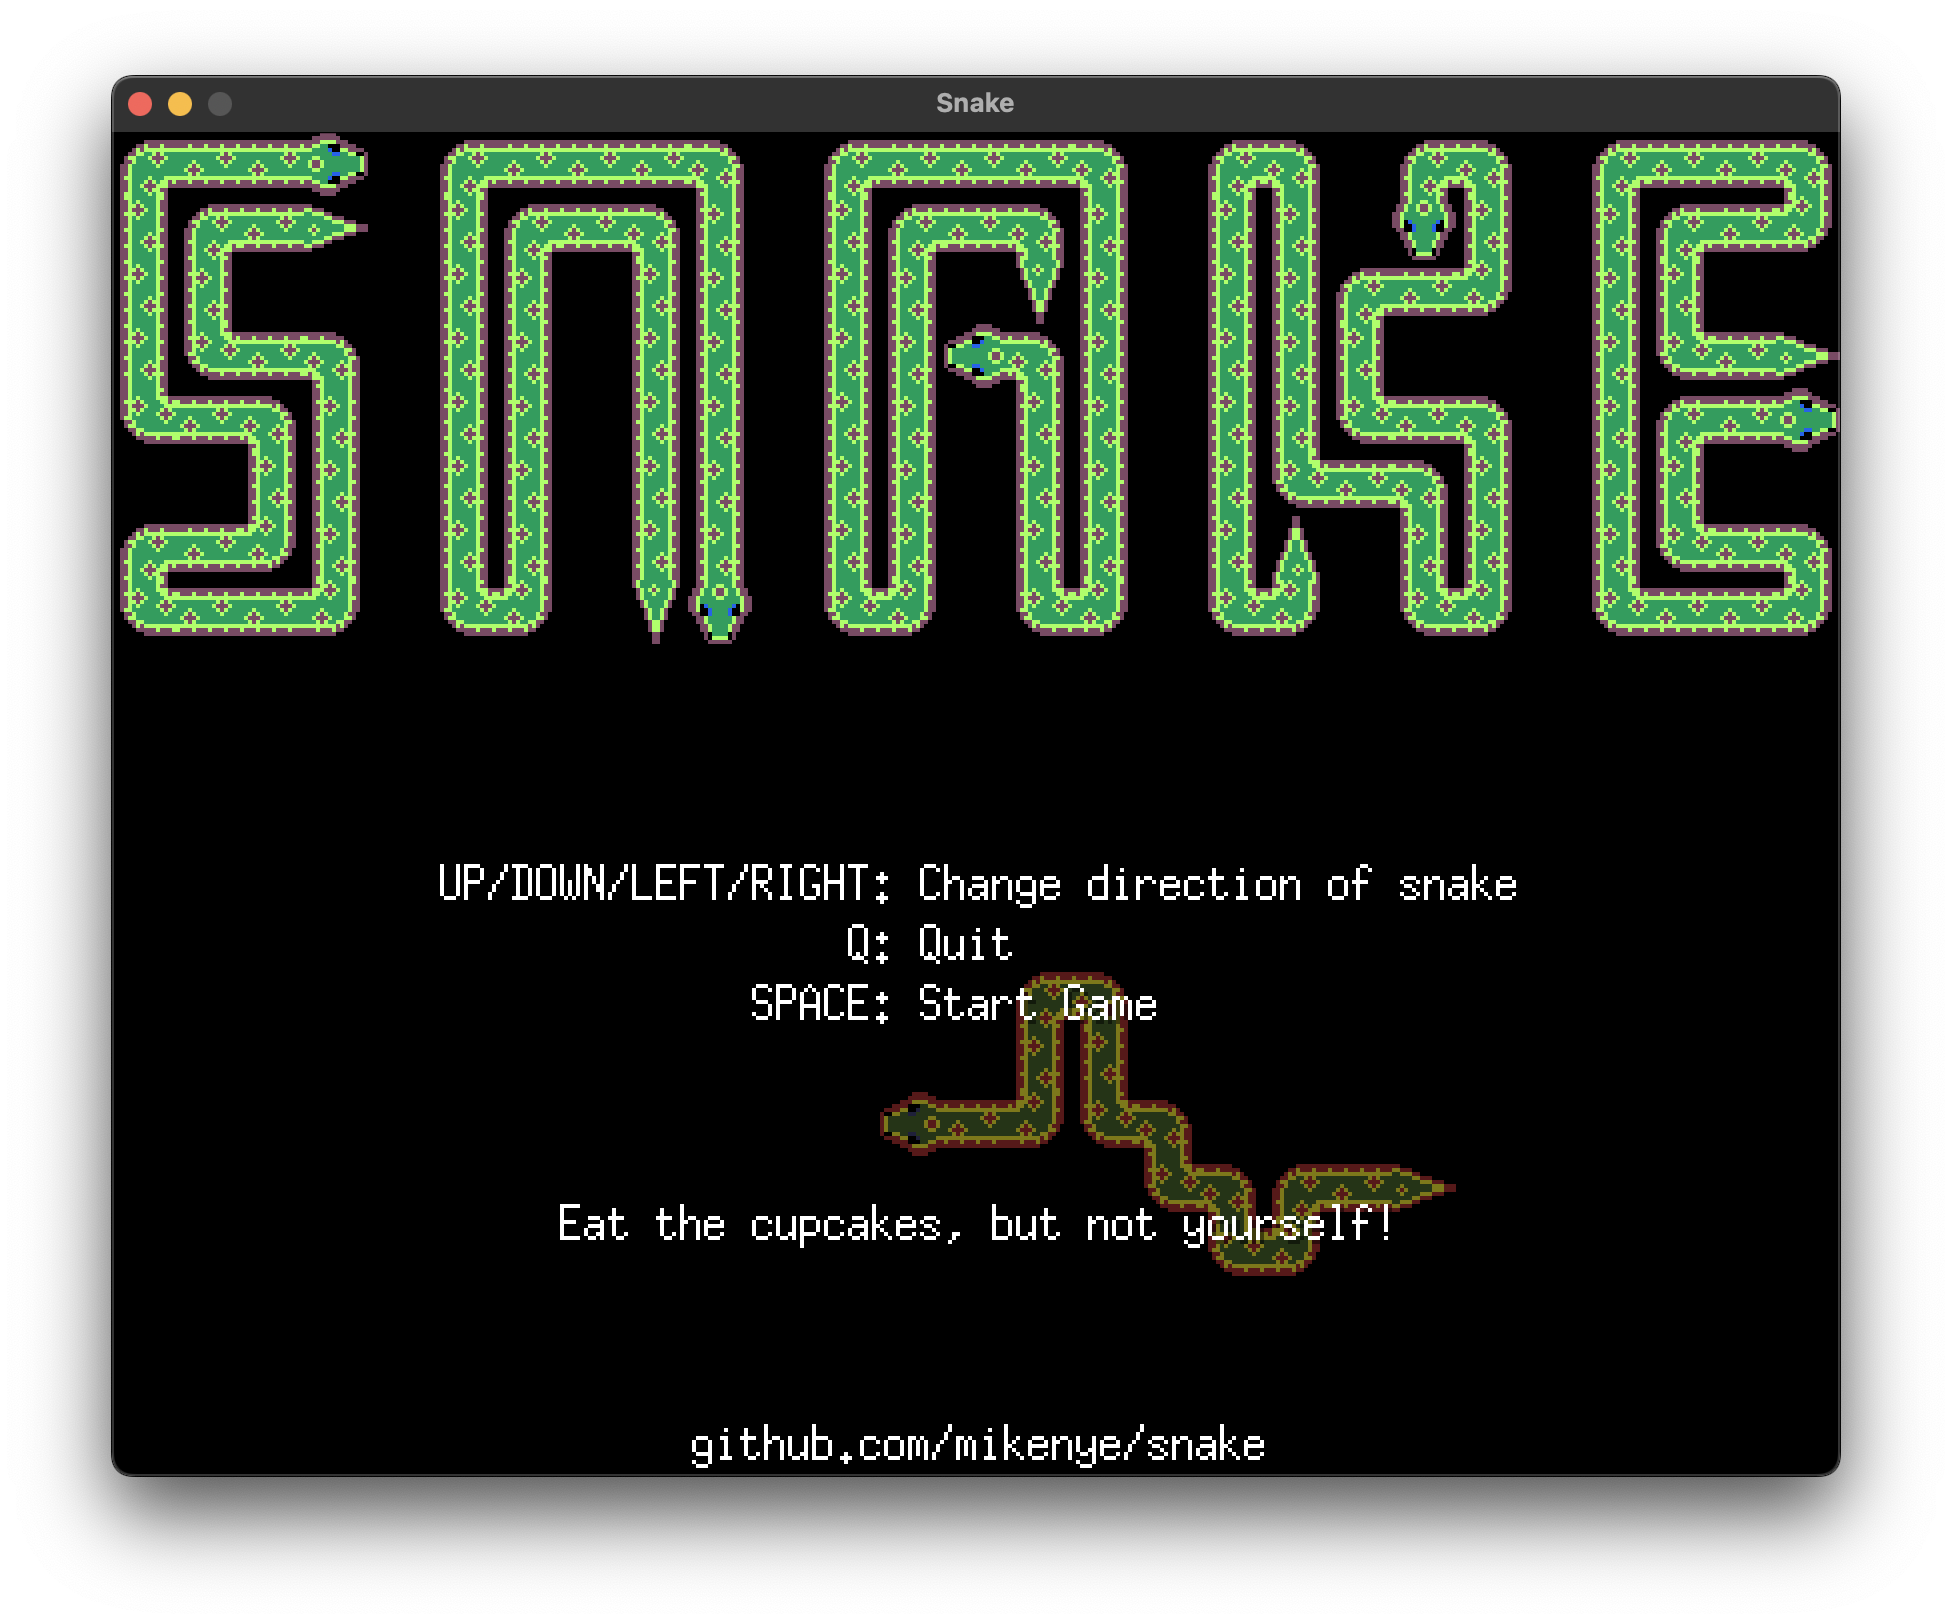 Snake
SNAKE
UP/DOWN/LEFT/RIGHT: Change direction of snake
Q: Quit
SPACE: Start Game
Eat the cupcakes, but not yourself!
github.com/mikenye/snake